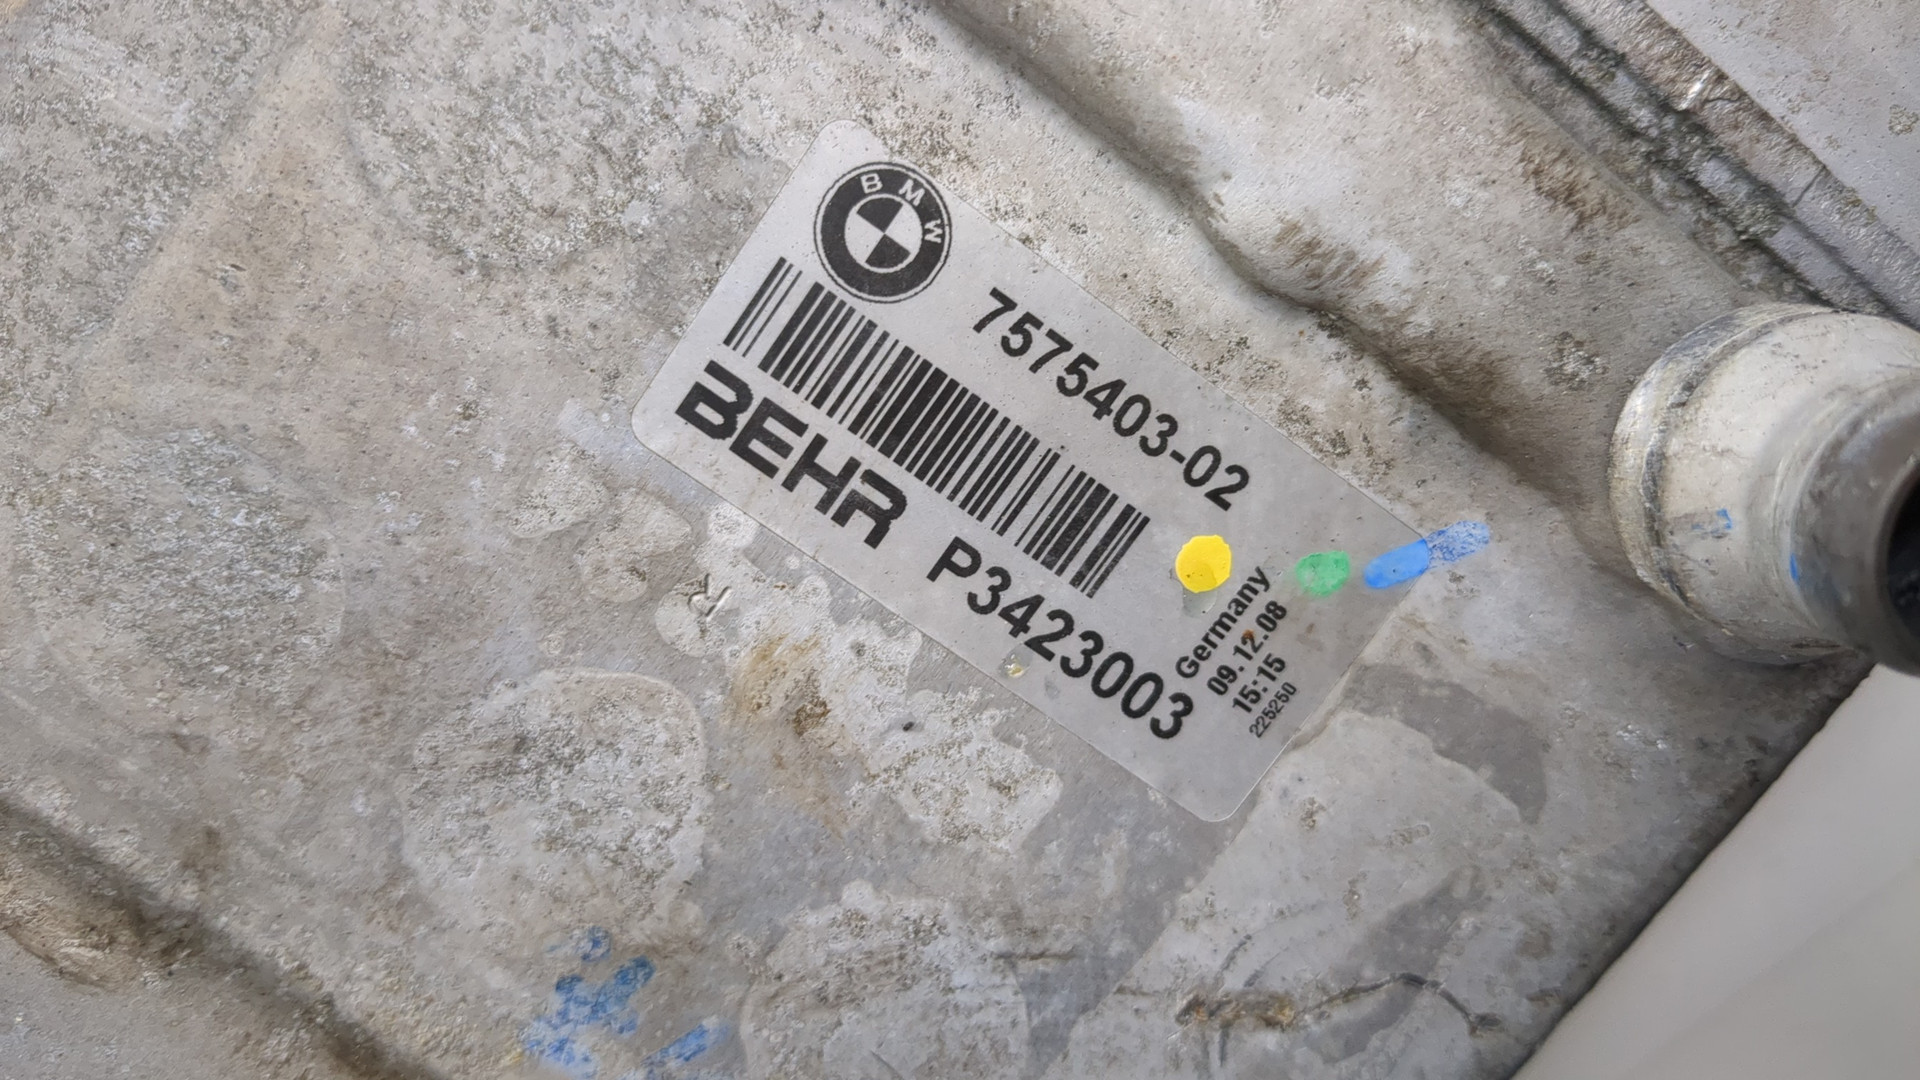 BMW
7575403-02
BEHR P3423003
Germany
09.12.08
15:15
225250
R